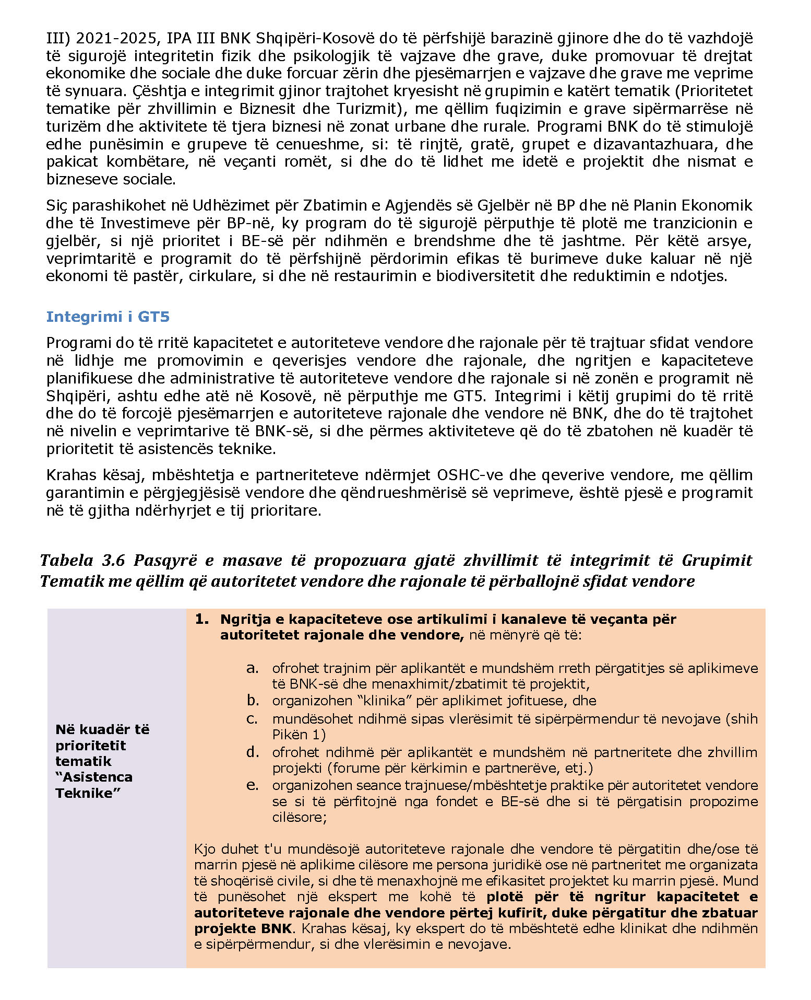 III) 2021-2025, IPA III BNK Shqipëri-Kosovë do të përfshijë barazinë gjinore dhe do të vazhdojë
të sigurojë integritetin fizik dhe psikologjik të vajzave dhe grave, duke promovuar të drejtat
ekonomike dhe sociale dhe duke forcuar zërin dhe pjesëmarrjen e vajzave dhe grave me veprime
të synuara. Çështja e integrimit gjinor trajtohet kryesisht në grupimin e katërt tematik (Prioritetet
tematike për zhvillimin e Biznesit dhe Turizmit), me qëllim fuqizimin e grave sipërmarrëse në
turizëm dhe aktivitete të tjera biznesi në zonat urbane dhe rurale. Programi BNK do të stimulojë
edhe punësimin e grupeve të cenueshme, si: të rinjtë, gratë, grupet e dizavantazhuara, dhe
pakicat kombëtare, në veçanti romët, si dhe do të lidhet me idetë e projektit dhe nismat e
bizneseve sociale.
Siç parashikohet në Udhëzimet për Zbatimin e Agjendës së Gjelbër në BP dhe në Planin Ekonomik
dhe të Investimeve për BP-në, ky program do të sigurojë përputhje të plotë me tranzicionin e
gjelbër, si një prioritet i BE-së për ndihmën e brendshme dhe të jashtme. Për këtë arsye,
veprimtaritë e programit do të përfshijnë përdorimin efikas të burimeve duke kaluar në një
ekonomi të pastër, cirkulare, si dhe në restaurimin e biodiversitetit dhe reduktimin e ndotjes.
Integrimi i GT5
Programi do të rritë kapacitetet e autoriteteve vendore dhe rajonale për të trajtuar sfidat vendore
në lidhje me promovimin e qeverisjes vendore dhe rajonale, dhe ngritjen e kapaciteteve
planifikuese dhe administrative të autoriteteve vendore dhe rajonale si në zonën e programit në
Shqipëri, ashtu edhe atë në Kosovë, në përputhje me GT5. Integrimi i këtij grupimi do të rritë
dhe do të forcojë pjesëmarrjen e autoriteteve rajonale dhe vendore në BNK, dhe do të trajtohet
në nivelin e veprimtarive të BNK-së, si dhe përmes aktiviteteve që do të zbatohen në kuadër të
prioritetit të asistencës teknike.
Krahas kësaj, mbështetja e partneriteteve ndërmjet OSHC-ve dhe qeverive vendore, me qëllim
garantimin e përgjegjësisë vendore dhe qëndrueshmërisë së veprimeve, është pjesë e programit
në të gjitha ndërhyrjet e tij prioritare.
Tabela 3.6 Pasqyrë e masave të propozuara gjatë zhvillimit të integrimit të Grupimit
Tematik me qëllim që autoritetet vendore dhe rajonale të përballojnë sfidat vendore
Në kuadër të
prioritetit
tematik
“Asistenca
Teknike”
1. Ngritja e kapaciteteve ose artikulimi i kanaleve të veçanta për
autoritetet rajonale dhe vendore, në mënyrë që të:
a. ofrohet trajnim për aplikantët e mundshëm rreth përgatitjes së aplikimeve
të BNK-së dhe menaxhimit/zbatimit të projektit,
b. organizohen “klinika” për aplikimet jofituese, dhe
c. mundësohet ndihmë sipas vlerësimit të sipërpërmendur të nevojave (shih
Pikën 1)
d. ofrohet ndihmë për aplikantët e mundshëm në partneritete dhe zhvillim
projekti (forume për kërkimin e partnerëve, etj.)
e. organizohen seance trajnuese/mbështetje praktike për autoritetet vendore
se si të përfitojnë nga fondet e BE-së dhe si të përgatisin propozime
cilësore;
Kjo duhet t'u mundësojë autoriteteve rajonale dhe vendore të përgatitin dhe/ose të
marrin pjesë në aplikime cilësore me persona juridikë ose në partneritet me organizata
të shoqërisë civile, si dhe të menaxhojnë me efikasitet projektet ku marrin pjesë. Mund
të punësohet një ekspert me kohë të plotë për të ngritur kapacitetet e
autoriteteve rajonale dhe vendore përtej kufirit, duke përgatitur dhe zbatuar
projekte BNK. Krahas kësaj, ky ekspert do të mbështetë edhe klinikat dhe ndihmën
e sipërpërmendur, si dhe vlerësimin e nevojave.